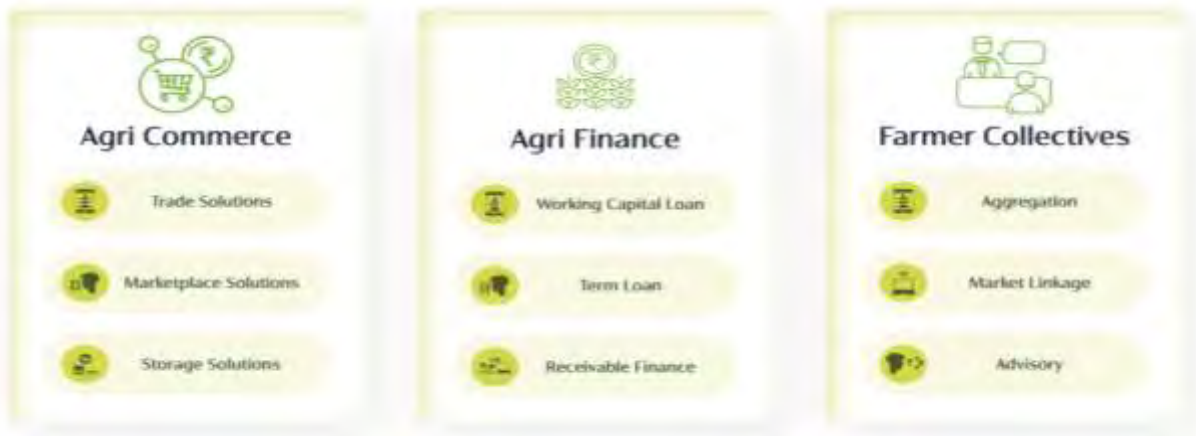 Agri Commerce
Trade Solutions
Marketplace Solutions
Storage Solutions
Agri Finance
Working Capital Loan
Term Loan
Receivable Finance
Farmer Collectives
Aggregation
Market Linkage
Advisory